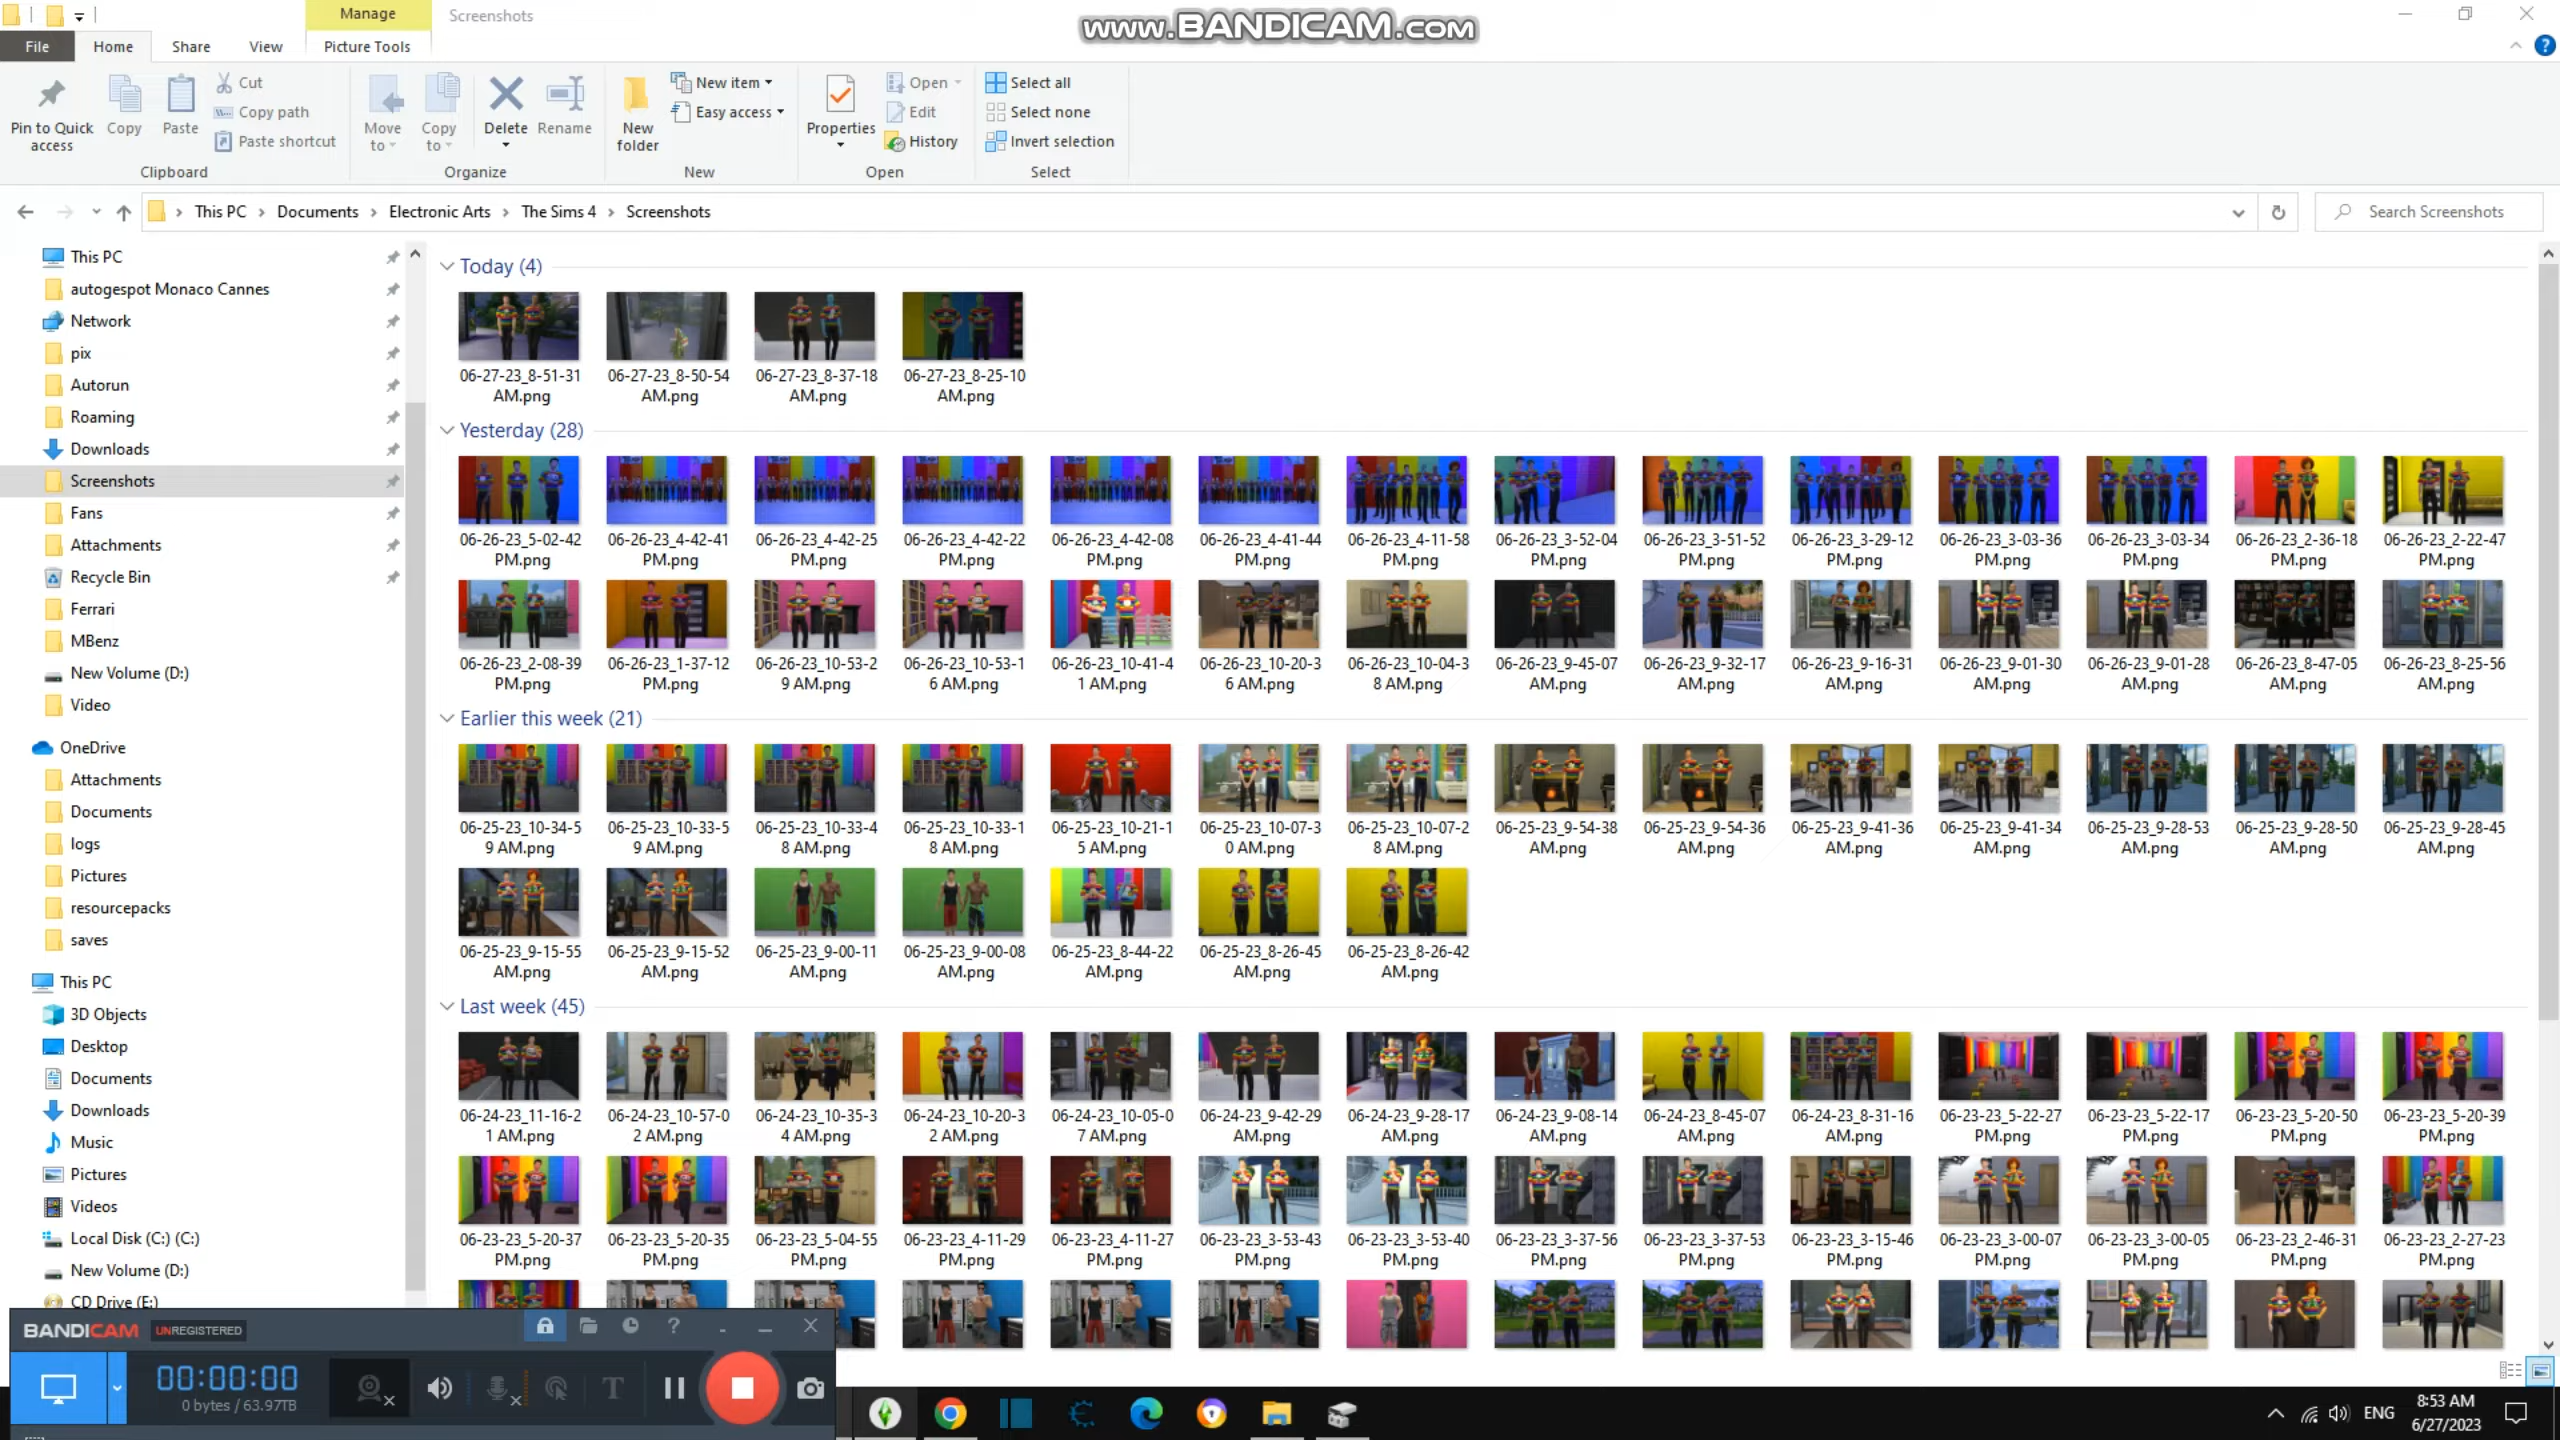 Manage
Screenshots
www.BANDICAM.com
File
Home
Share
View
Picture Tools
Pin to Quick access
Copy
Paste
Cut
Copy path
Paste shortcut
Move to
Copy to
Delete
Rename
New folder
New item
Easy access
Properties
Open
Edit
History
Select all
Select none
Invert selection
Clipboard
Organize
New
Open
Select
This PC
Documents
Electronic Arts
The Sims 4
Screenshots
Search Screenshots
This PC
autogespot Monaco Cannes
Network
pix
Autorun
Roaming
Downloads
Screenshots
Fans
Attachments
Recycle Bin
Ferrari
MBenz
New Volume (D:)
Video
OneDrive
Attachments
Documents
logs
Pictures
resourcepacks
saves
This PC
3D Objects
Desktop
Documents
Downloads
Music
Pictures
Videos
Local Disk (C:) (C:)
New Volume (D:)
CD Drive (E:)
Today (4)
06-27-23_8-51-31 AM.png
06-27-23_8-50-54 AM.png
06-27-23_8-37-18 AM.png
06-27-23_8-25-10 AM.png
Yesterday (28)
06-26-23_5-02-42 PM.png
06-26-23_4-42-41 PM.png
06-26-23_4-42-25 PM.png
06-26-23_4-42-22 PM.png
06-26-23_4-42-08 PM.png
06-26-23_4-41-44 PM.png
06-26-23_4-11-58 PM.png
06-26-23_3-52-04 PM.png
06-26-23_3-51-52 PM.png
06-26-23_3-29-12 PM.png
06-26-23_3-03-36 PM.png
06-26-23_3-03-34 PM.png
06-26-23_2-36-18 PM.png
06-26-23_2-22-47 PM.png
06-26-23_2-08-39 PM.png
06-26-23_1-37-12 PM.png
06-26-23_10-53-29 AM.png
06-26-23_10-53-16 AM.png
06-26-23_10-41-41 AM.png
06-26-23_10-20-36 AM.png
06-26-23_10-04-38 AM.png
06-26-23_9-45-07 AM.png
06-26-23_9-32-17 AM.png
06-26-23_9-16-31 AM.png
06-26-23_9-01-30 AM.png
06-26-23_9-01-28 AM.png
06-26-23_8-47-05 AM.png
06-26-23_8-25-56 AM.png
Earlier this week (21)
06-25-23_10-34-59 AM.png
06-25-23_10-33-59 AM.png
06-25-23_10-33-48 AM.png
06-25-23_10-33-18 AM.png
06-25-23_10-21-15 AM.png
06-25-23_10-07-30 AM.png
06-25-23_10-07-28 AM.png
06-25-23_9-54-38 AM.png
06-25-23_9-54-36 AM.png
06-25-23_9-41-36 AM.png
06-25-23_9-41-34 AM.png
06-25-23_9-28-53 AM.png
06-25-23_9-28-50 AM.png
06-25-23_9-28-45 AM.png
06-25-23_9-15-55 AM.png
06-25-23_9-15-52 AM.png
06-25-23_9-00-11 AM.png
06-25-23_9-00-08 AM.png
06-25-23_8-44-22 AM.png
06-25-23_8-26-45 AM.png
06-25-23_8-26-42 AM.png
Last week (45)
06-24-23_11-16-21 AM.png
06-24-23_10-57-02 AM.png
06-24-23_10-35-34 AM.png
06-24-23_10-20-32 AM.png
06-24-23_10-05-07 AM.png
06-24-23_9-42-29 AM.png
06-24-23_9-28-17 AM.png
06-24-23_9-08-14 AM.png
06-24-23_8-45-07 AM.png
06-24-23_8-31-16 AM.png
06-23-23_5-22-27 PM.png
06-23-23_5-22-17 PM.png
06-23-23_5-20-50 PM.png
06-23-23_5-20-39 PM.png
06-23-23_5-20-37 PM.png
06-23-23_5-20-35 PM.png
06-23-23_5-04-55 PM.png
06-23-23_4-11-29 PM.png
06-23-23_4-11-27 PM.png
06-23-23_3-53-43 PM.png
06-23-23_3-53-40 PM.png
06-23-23_3-37-56 PM.png
06-23-23_3-37-53 PM.png
06-23-23_3-15-46 PM.png
06-23-23_3-00-07 PM.png
06-23-23_3-00-05 PM.png
06-23-23_2-46-31 PM.png
06-23-23_2-27-23 PM.png
BANDICAM UNREGISTERED
00:00:00
0 bytes / 63.97TB
ENG
8:53 AM
6/27/2023